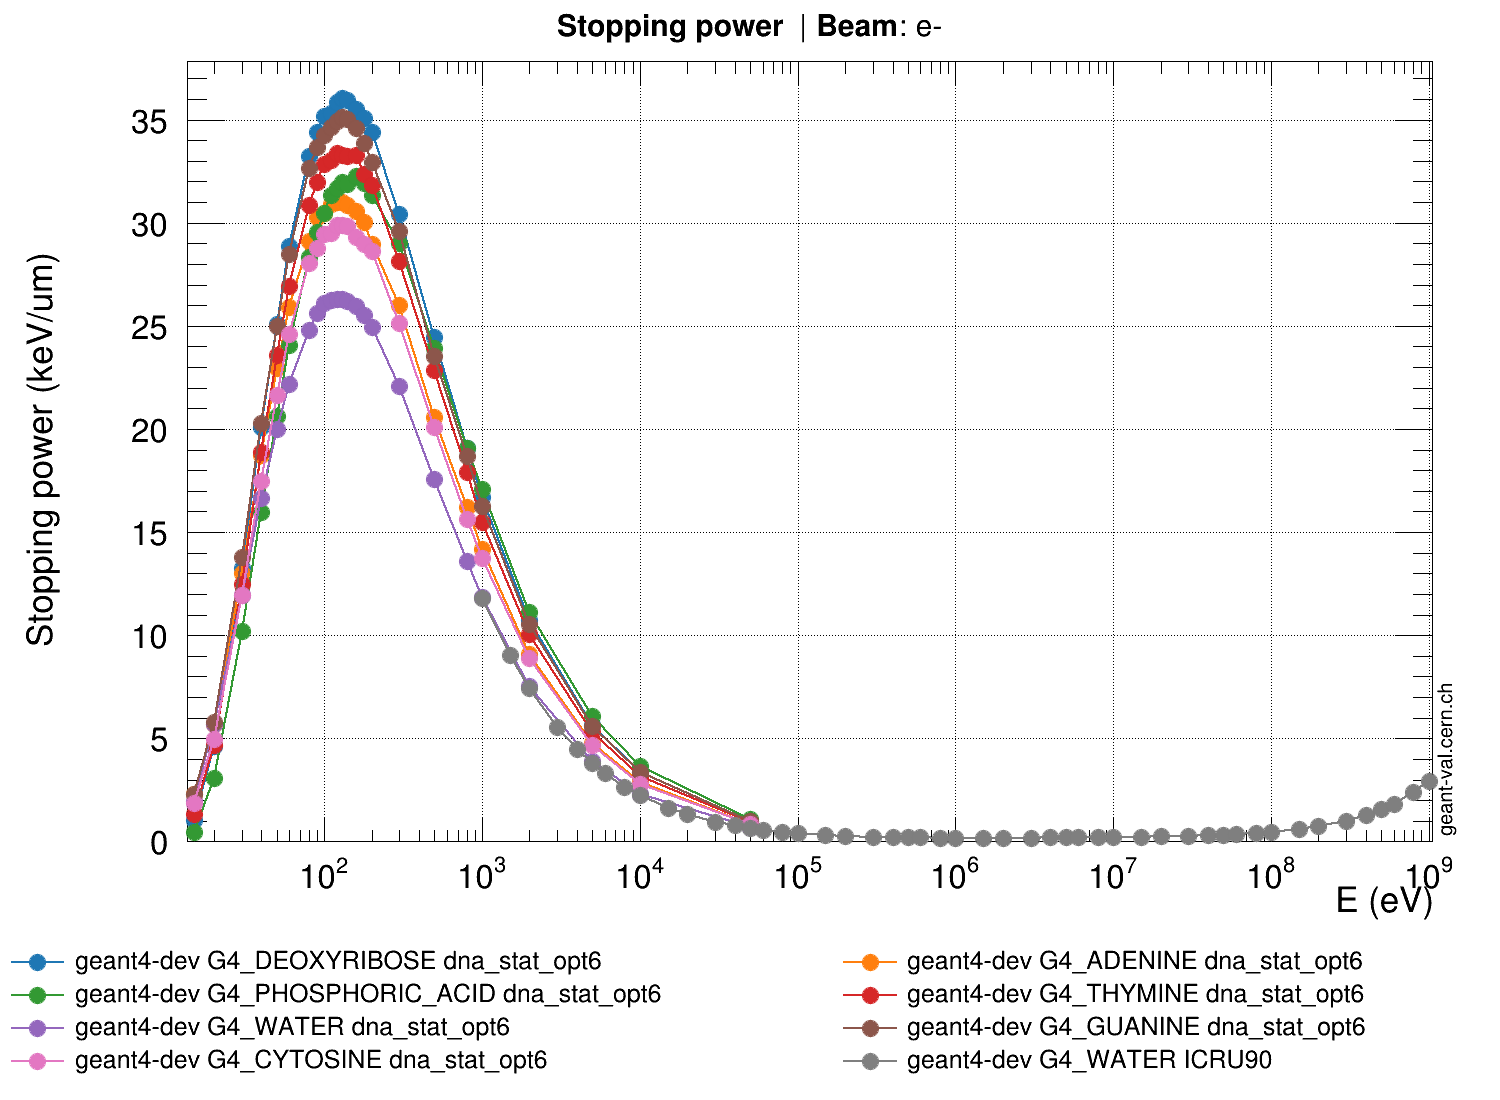 Stopping power | Beam: e-
Stopping power (keV/um)
35
30
25
20
15
10
5
0
10^2 10^3 10^4 10^5 10^6 10^7 10^8 10^9
E (eV)
geant-val.cern.ch
geant4-dev G4_DEOXYRIBOSE dna_stat_opt6
geant4-dev G4_ADENINE dna_stat_opt6
geant4-dev G4_PHOSPHORIC_ACID dna_stat_opt6
geant4-dev G4_THYMINE dna_stat_opt6
geant4-dev G4_WATER dna_stat_opt6
geant4-dev G4_GUANINE dna_stat_opt6
geant4-dev G4_CYTOSINE dna_stat_opt6
geant4-dev G4_WATER ICRU90